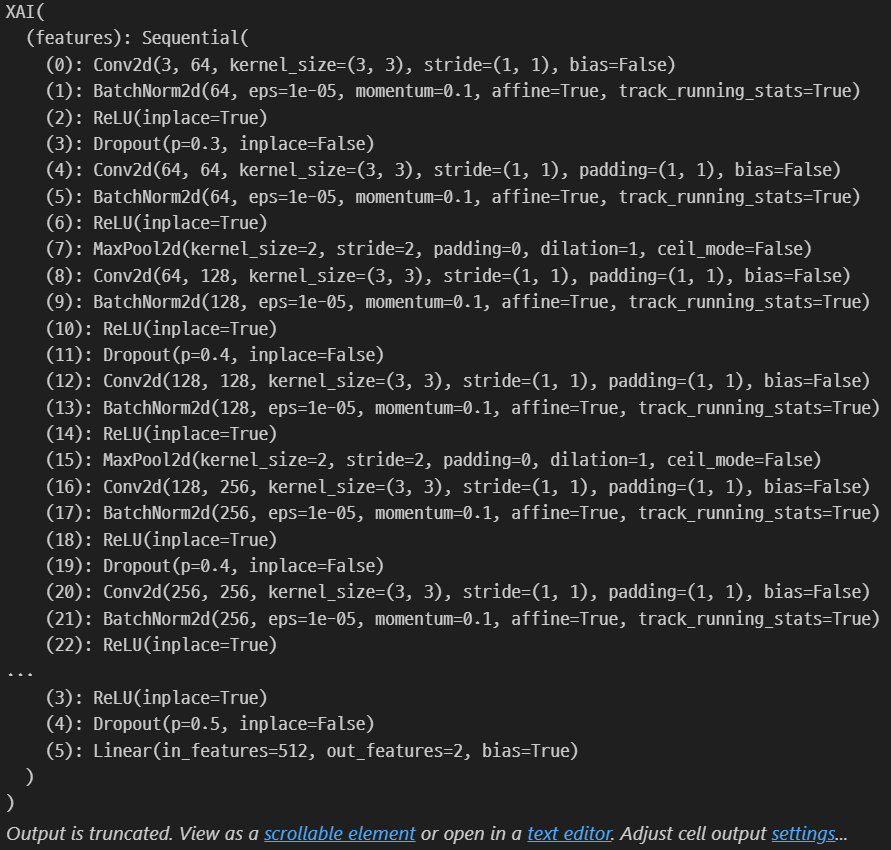 XAI(
  (features): Sequential(
    (0): Conv2d(3, 64, kernel_size=(3, 3), stride=(1, 1), bias=False)
    (1): BatchNorm2d(64, eps=1e-05, momentum=0.1, affine=True, track_running_stats=True)
    (2): ReLU(inplace=True)
    (3): Dropout(p=0.3, inplace=False)
    (4): Conv2d(64, 64, kernel_size=(3, 3), stride=(1, 1), padding=(1, 1), bias=False)
    (5): BatchNorm2d(64, eps=1e-05, momentum=0.1, affine=True, track_running_stats=True)
    (6): ReLU(inplace=True)
    (7): MaxPool2d(kernel_size=2, stride=2, padding=0, dilation=1, ceil_mode=False)
    (8): Conv2d(64, 128, kernel_size=(3, 3), stride=(1, 1), padding=(1, 1), bias=False)
    (9): BatchNorm2d(128, eps=1e-05, momentum=0.1, affine=True, track_running_stats=True)
    (10): ReLU(inplace=True)
    (11): Dropout(p=0.4, inplace=False)
    (12): Conv2d(128, 128, kernel_size=(3, 3), stride=(1, 1), padding=(1, 1), bias=False)
    (13): BatchNorm2d(128, eps=1e-05, momentum=0.1, affine=True, track_running_stats=True)
    (14): ReLU(inplace=True)
    (15): MaxPool2d(kernel_size=2, stride=2, padding=0, dilation=1, ceil_mode=False)
    (16): Conv2d(128, 256, kernel_size=(3, 3), stride=(1, 1), padding=(1, 1), bias=False)
    (17): BatchNorm2d(256, eps=1e-05, momentum=0.1, affine=True, track_running_stats=True)
    (18): ReLU(inplace=True)
    (19): Dropout(p=0.4, inplace=False)
    (20): Conv2d(256, 256, kernel_size=(3, 3), stride=(1, 1), padding=(1, 1), bias=False)
    (21): BatchNorm2d(256, eps=1e-05, momentum=0.1, affine=True, track_running_stats=True)
    (22): ReLU(inplace=True)
...
    (3): ReLU(inplace=True)
    (4): Dropout(p=0.5, inplace=False)
    (5): Linear(in_features=512, out_features=2, bias=True)
  )
)
Output is truncated. View as a scrollable element or open in a text editor. Adjust cell output settings...